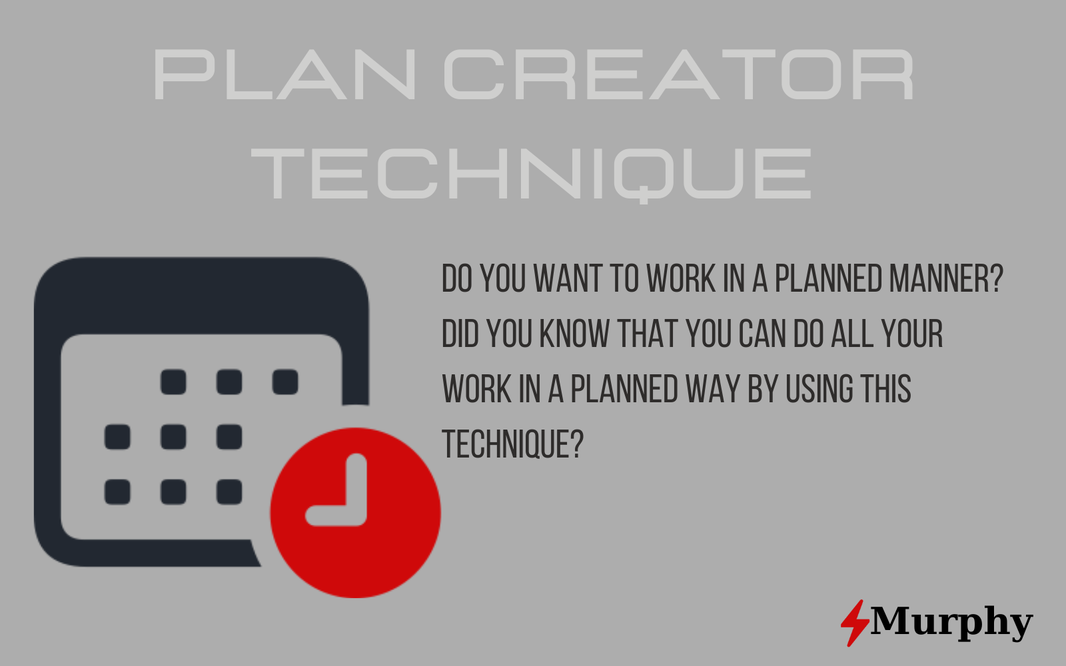 PLAN CREATOR
TECHNIQUE
DO YOU WANT TO WORK IN A PLANNED MANNER?
DID YOU KNOW THAT YOU CAN DO ALL YOUR
WORK IN A PLANNED WAY BY USING THIS
TECHNIQUE?
Murphy